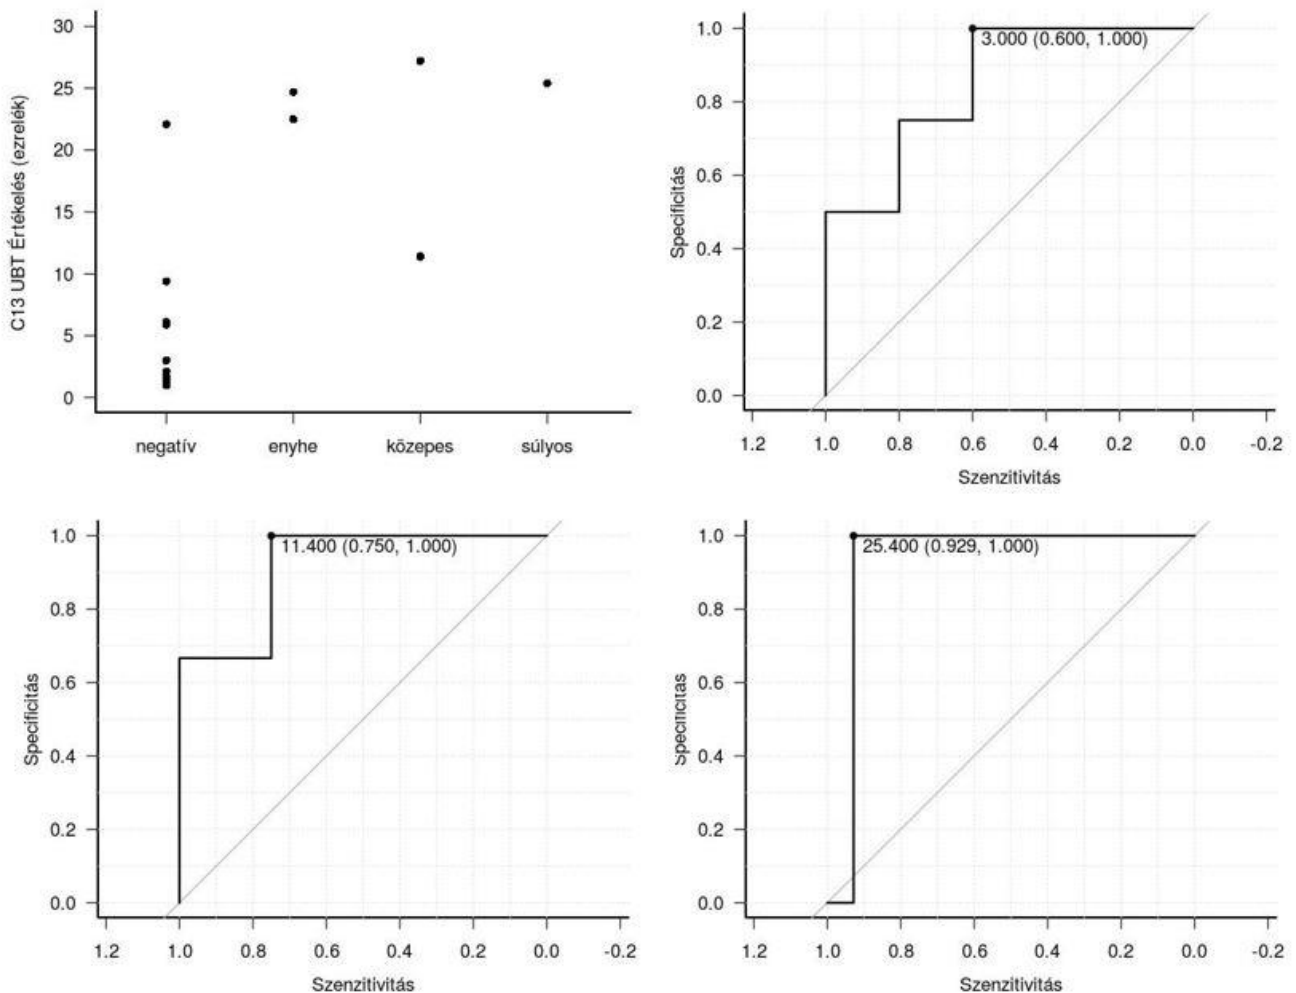 C13 UBT Értékelés (ezrelék)
30
25
20
15
10
5
0
negatív enyhe közepes súlyos
Specificitás
1.0
0.8
0.6
0.4
0.2
0.0
3.000 (0.600, 1.000)
1.2 1.0 0.8 0.6 0.4 0.2 0.0 -0.2
Szenzitivitás
Specificitás
1.0
0.8
0.6
0.4
0.2
0.0
11.400 (0.750, 1.000)
1.2 1.0 0.8 0.6 0.4 0.2 0.0 -0.2
Szenzitivitás
Specificitás
1.0
0.8
0.6
0.4
0.2
0.0
25.400 (0.929, 1.000)
1.2 1.0 0.8 0.6 0.4 0.2 0.0 -0.2
Szenzitivitás